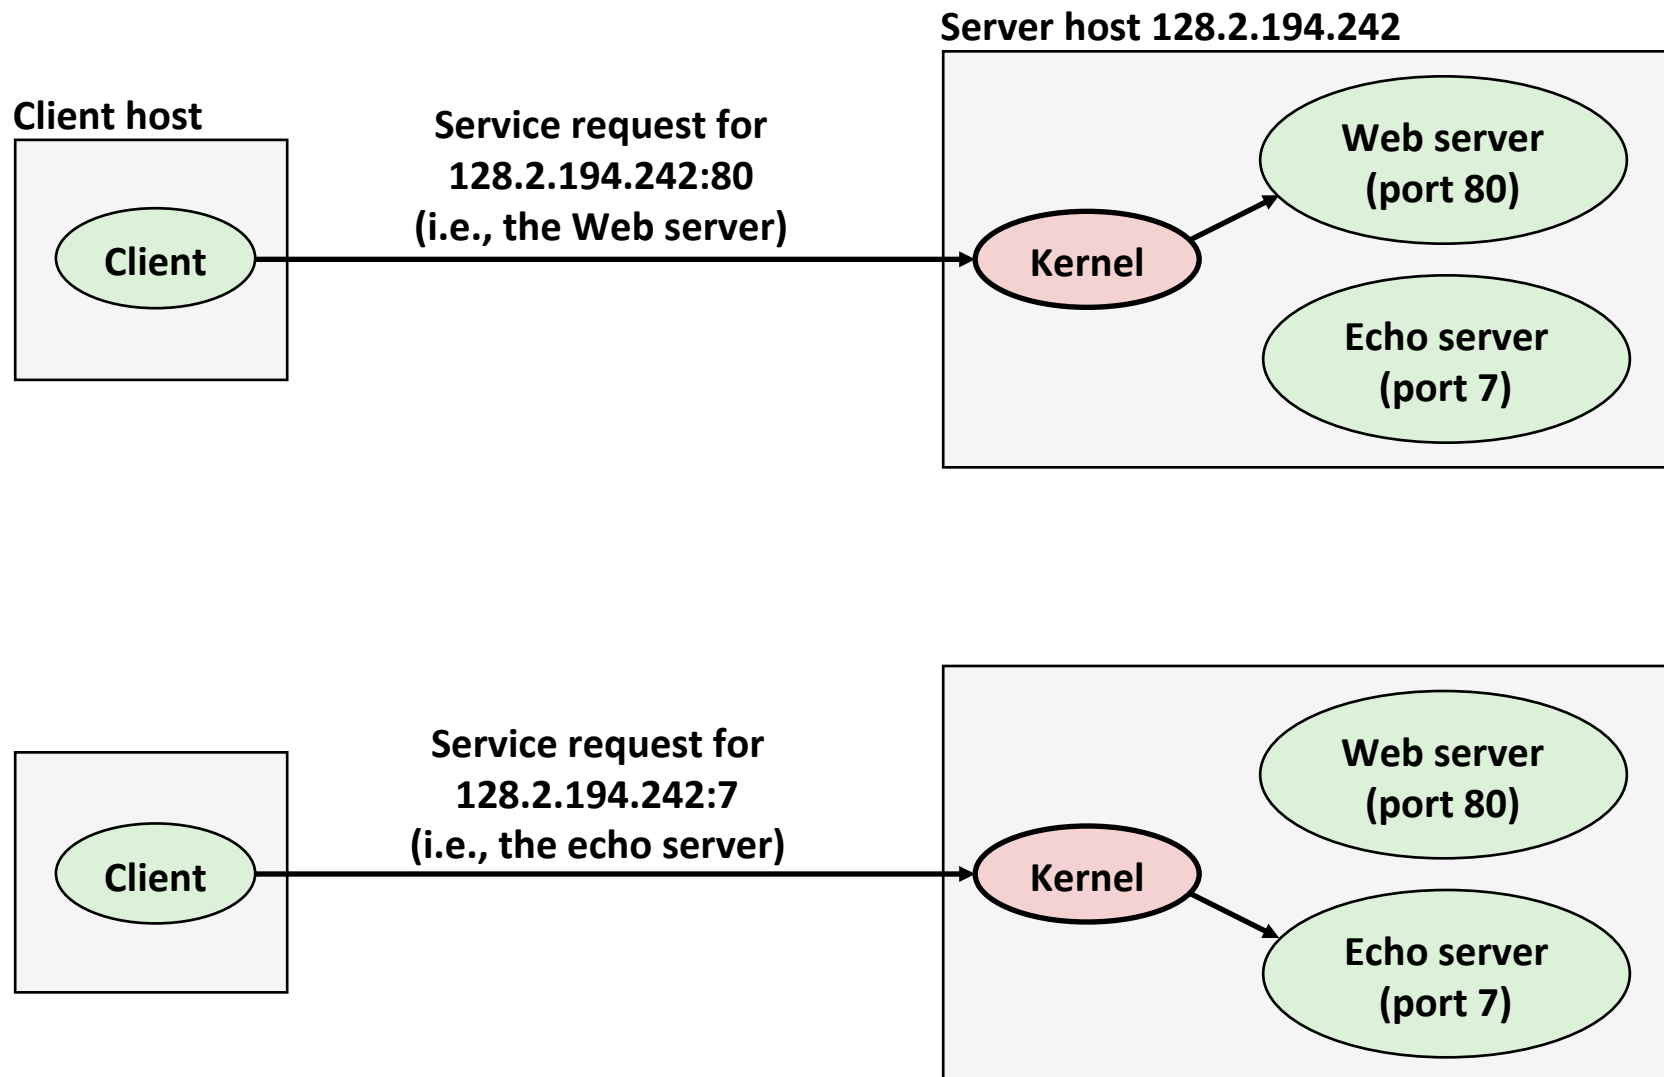 Server host 128.2.194.242
Client host
Service request for
128.2.194.242:80
(i.e., the Web server)
Client
Kernel
Web server
(port 80)
Echo server
(port 7)
Service request for
128.2.194.242:7
(i.e., the echo server)
Client
Kernel
Web server
(port 80)
Echo server
(port 7)